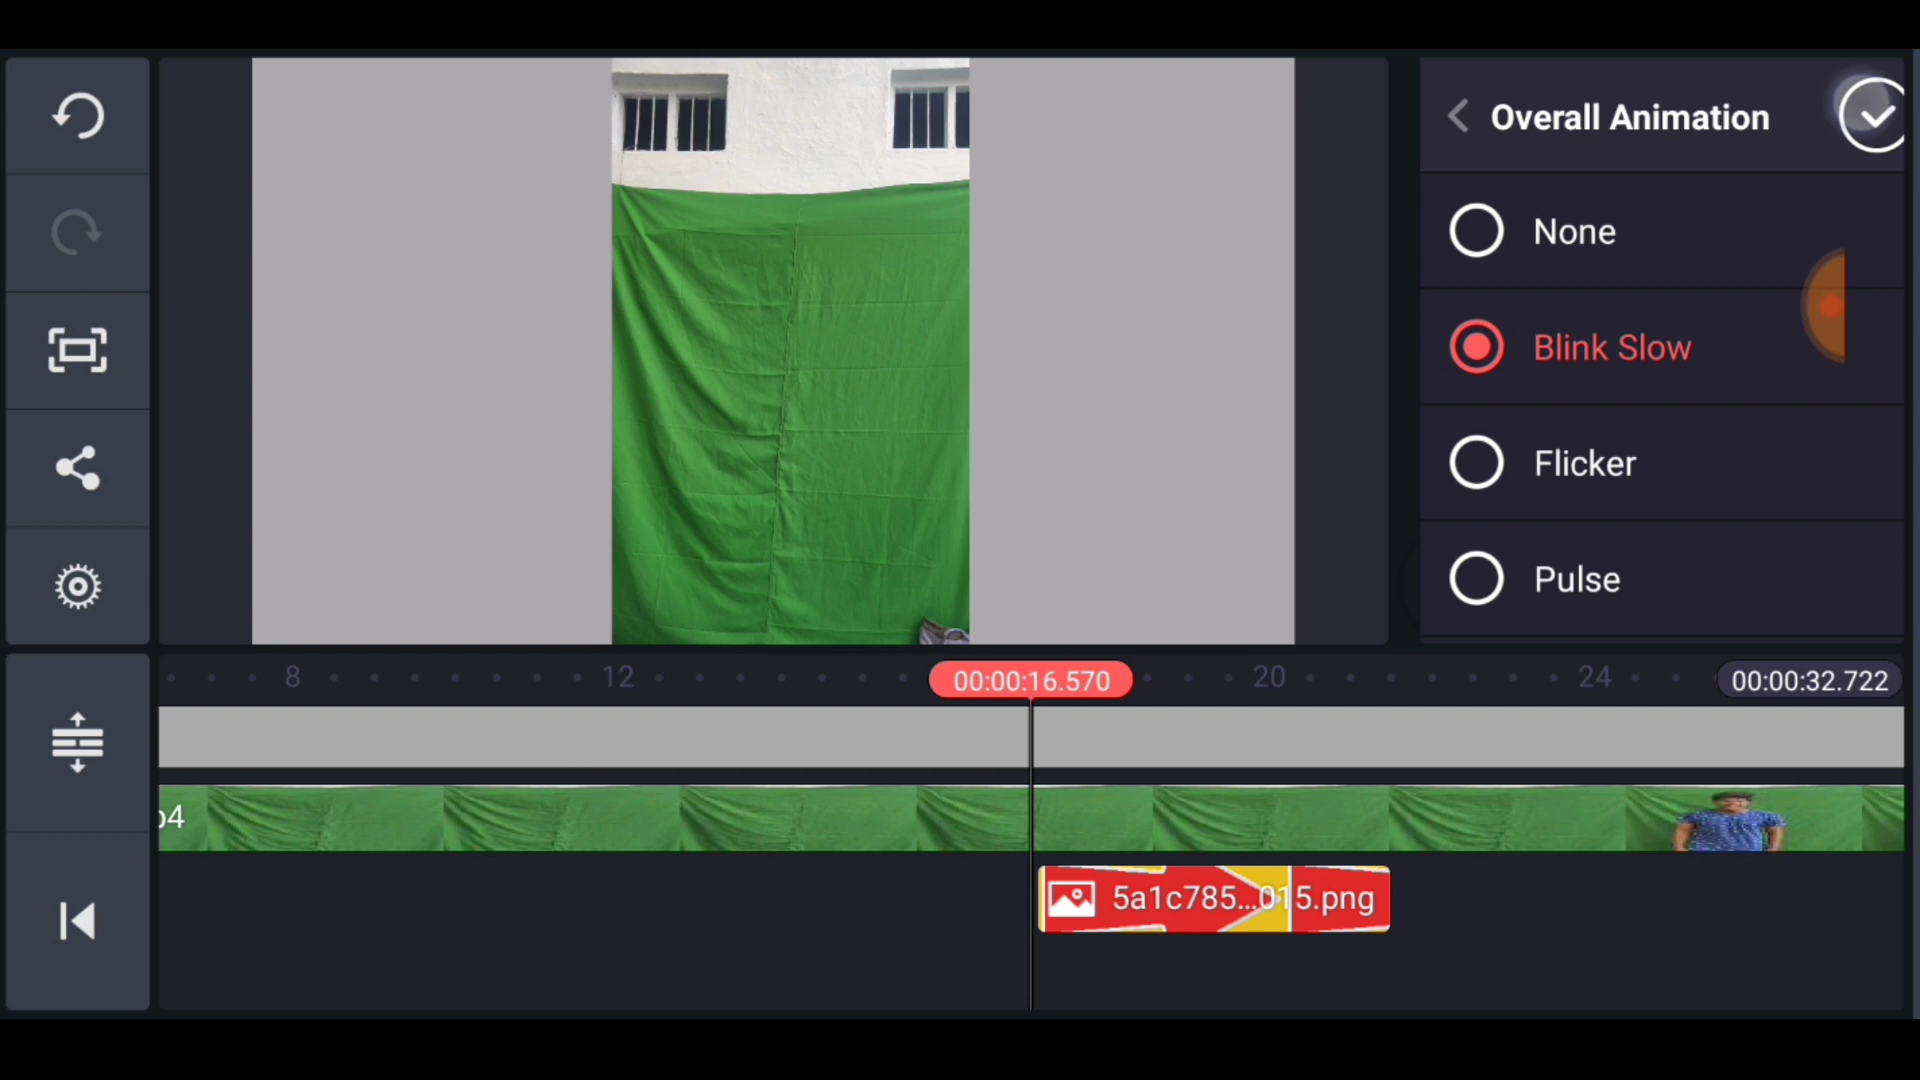 Overall Animation
None
Blink Slow
Flicker
Pulse
8
12
00:00:16.570
20
24
00:00:32.722
p4
5a1c785...015.png